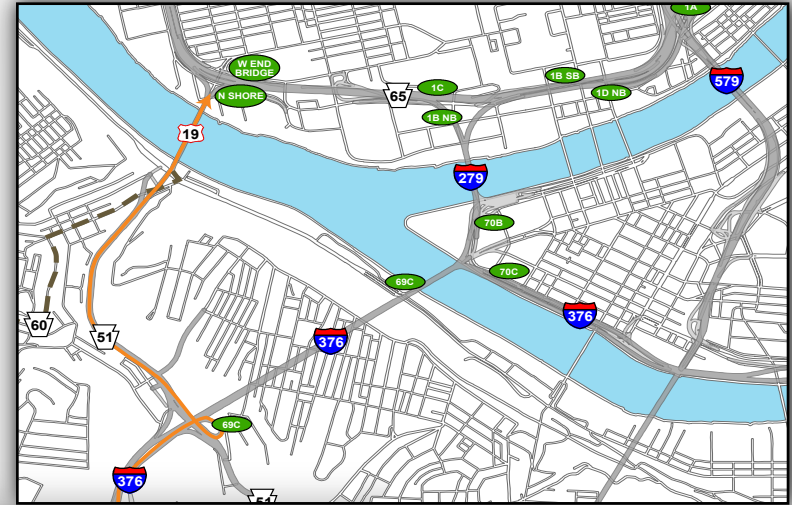 1A
W END
BRIDGE
1B SB
579
1C
65
N SHORE
1D NB
1B NB
19
279
70B
70C
69C
376
60
51
376
69C
376
51